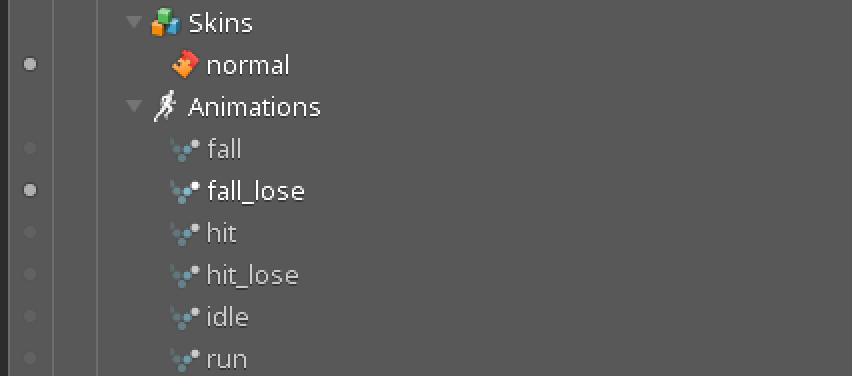 Skins
normal
Animations
fall
fall_lose
hit
hit_lose
idle
run